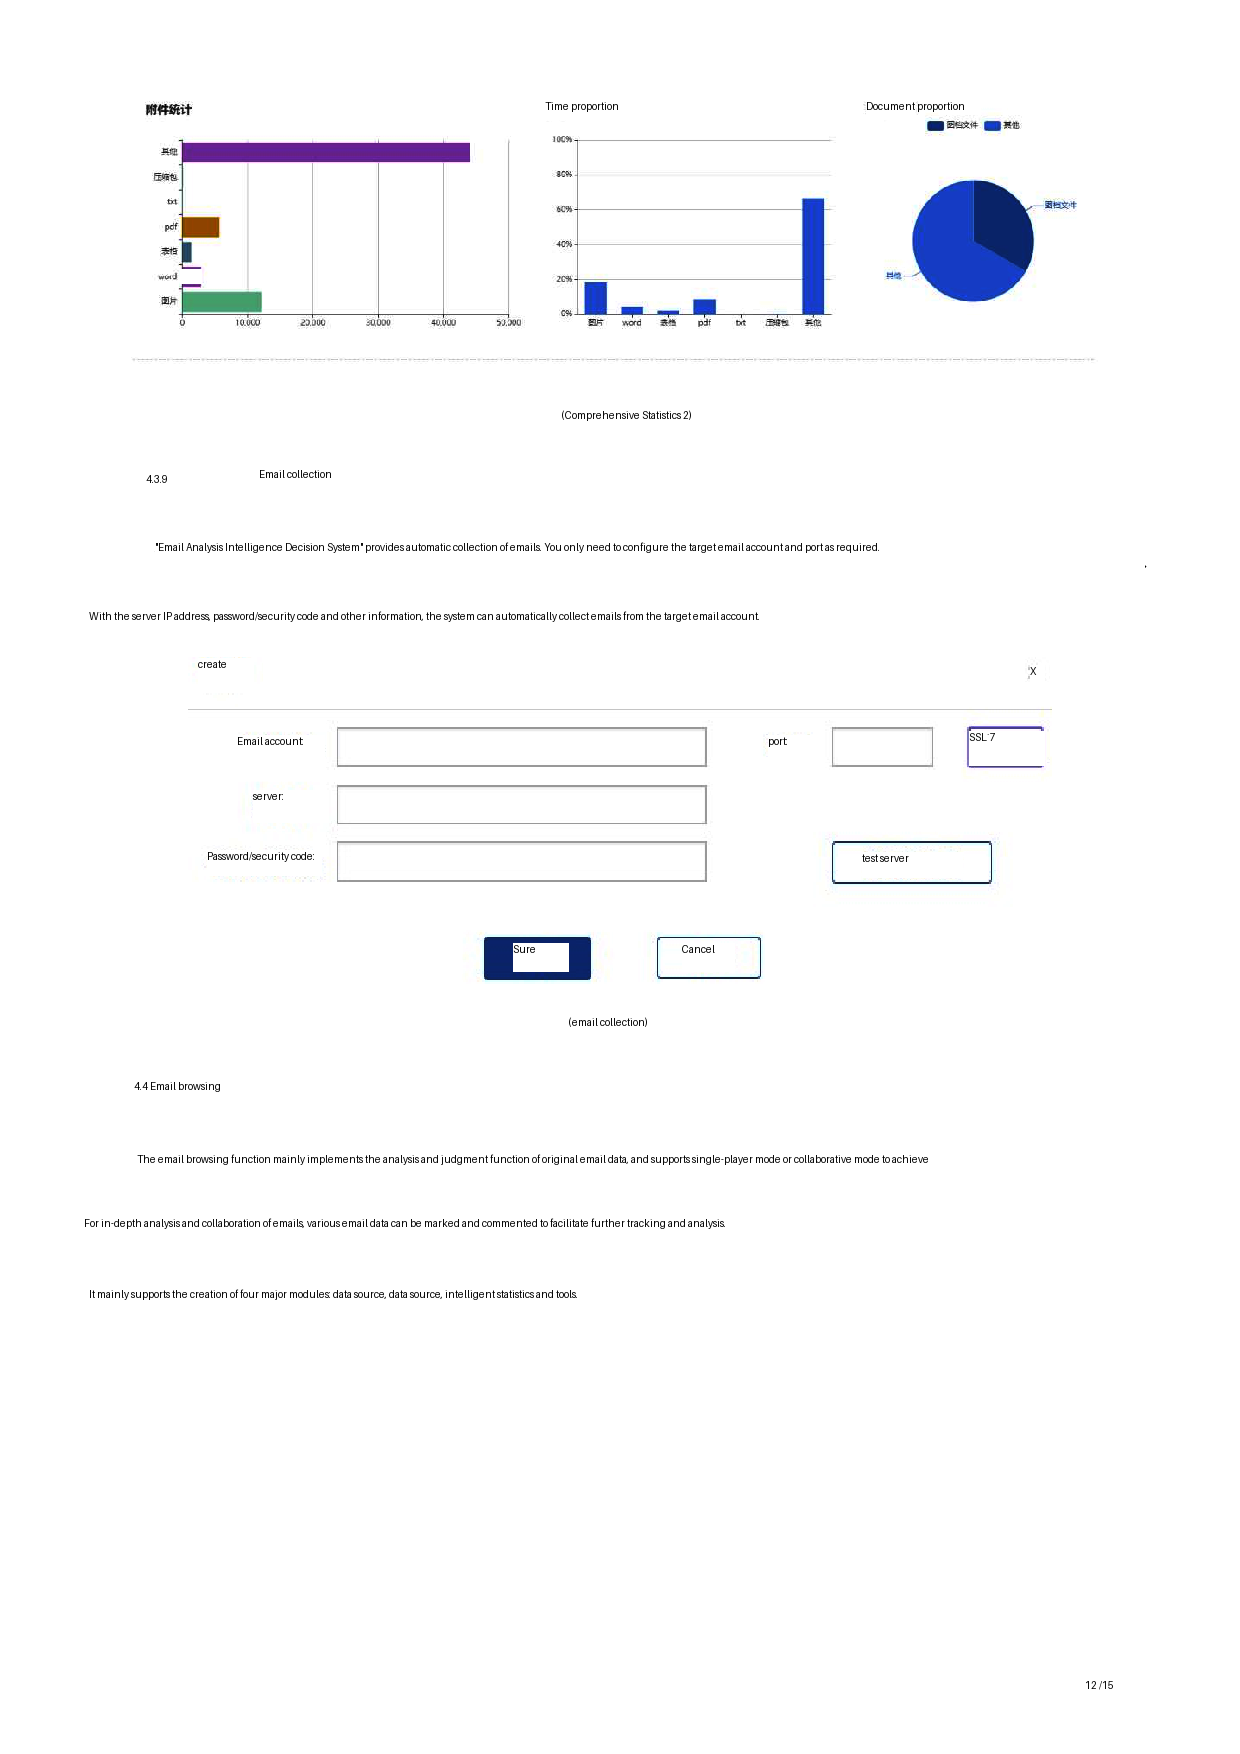 附件统计
Time proportion
Document proportion
图档文件 其他
其他
压缩包
txt
pdf
表档
word
图片
0 10,000 20,000 30,000 40,000 50,000
100%
80%
60%
40%
20%
0%
图片 word 表档 pdf txt 压缩包 其他
图档文件
其他
(Comprehensive Statistics 2)
4.3.9 Email collection
"Email Analysis Intelligence Decision System" provides automatic collection of emails. You only need to configure the target email account and port as required.
,
With the server IP address, password/security code and other information, the system can automatically collect emails from the target email account.
create X
Email account: port: SSL 7
server:
Password/security code: test server
Sure Cancel
(email collection)
4.4 Email browsing
The email browsing function mainly implements the analysis and judgment function of original email data, and supports single-player mode or collaborative mode to achieve
For in-depth analysis and collaboration of emails, various email data can be marked and commented to facilitate further tracking and analysis.
It mainly supports the creation of four major modules: data source, data source, intelligent statistics and tools.
12 /15